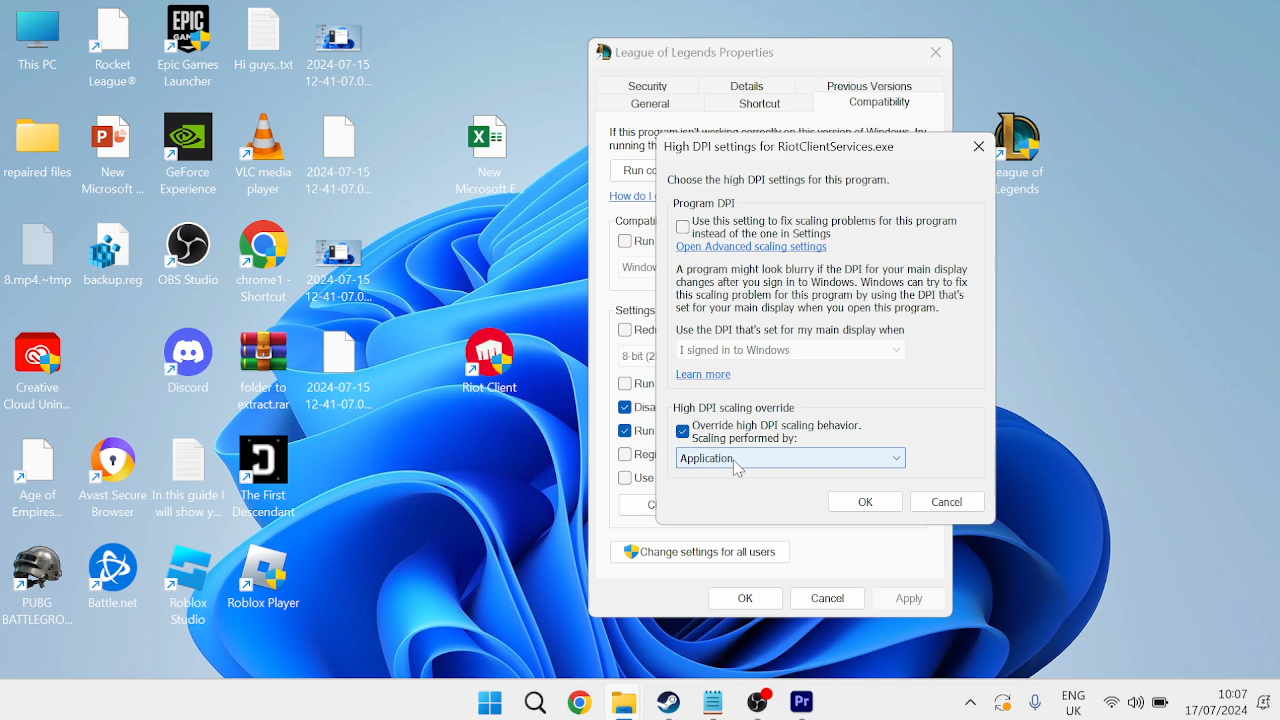 This PC
Rocket
League®
Epic Games
Launcher
Hi guys,.txt
2024-07-15
12-41-07.0...
repaired files
New
Microsoft ...
GeForce
Experience
VLC media
player
2024-07-15
12-41-07.0...
New
Microsoft E...
8.mp4.~tmp
backup.reg
OBS Studio
chrome1 -
Shortcut
2024-07-15
12-41-07.0...
Creative
Cloud Unin...
Discord
folder to
extract.rar
2024-07-15
12-41-07.0...
Riot Client
Age of
Empires...
Avast Secure
Browser
In this guide I
will show y...
The First
Descendant
PUBG
BATTLEGRO...
Battle.net
Roblox
Studio
Roblox Player
EPIC
GAMES
League of Legends Properties
Security
Details
Previous Versions
General
Shortcut
Compatibility
If this program isn't working correctly on this version of Windows, try
running the
Run co
How do I
Compati
Run
Window
Settings
Redu
8-bit (2
Run
Disa
Run
Regi
Use
C
Change settings for all users
OK
Cancel
Apply
High DPI settings for RiotClientServices.exe
Choose the high DPI settings for this program.
Program DPI
Use this setting to fix scaling problems for this program
instead of the one in Settings
Open Advanced scaling settings
A program might look blurry if the DPI for your main display
changes after you sign in to Windows. Windows can try to fix
this scaling problem for this program by using the DPI that's
set for your main display when you open this program.
Use the DPI that's set for my main display when
I signed in to Windows
Learn more
High DPI scaling override
Override high DPI scaling behavior.
Scaling performed by:
Application
OK
Cancel
eague of
Legends
Pr
ENG
UK
10:07
17/07/2024